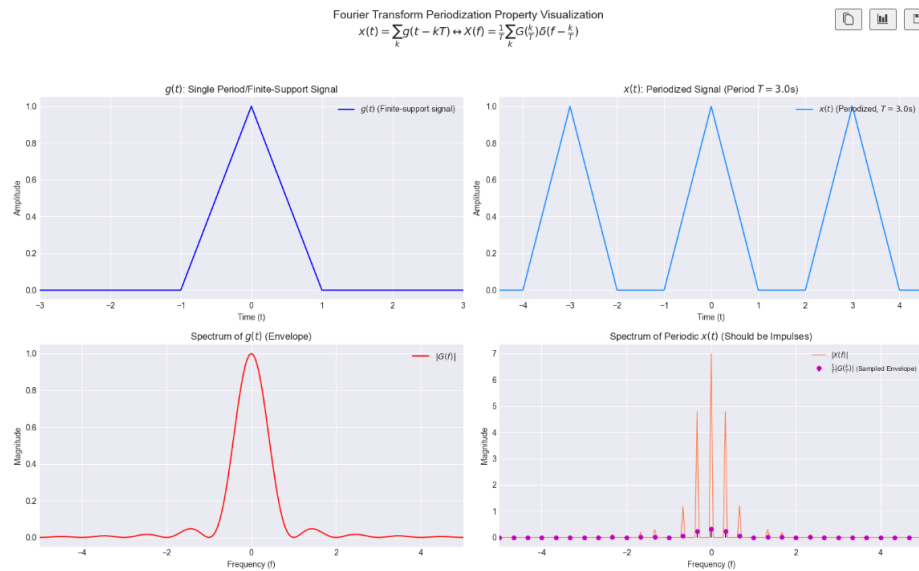 Fourier Transform Periodization Property Visualization
x(t) = ∑ₖ g(t − kT) ↔ X(f) = 1/T ∑ₖ G(k/T)δ(f − k/T)
g(t): Single Period/Finite-Support Signal
g(t) (Finite-support signal)
1.0
0.8
0.6
0.4
0.2
0.0
Amplitude
−3 −2 −1 0 1 2 3
Time (t)
x(t): Periodized Signal (Period T = 3.0s)
x(t) (Periodized, T = 3.0s)
1.0
0.8
0.6
0.4
0.2
0.0
Amplitude
−4 −3 −2 −1 0 1 2 3 4
Time (t)
Spectrum of g(t) (Envelope)
|G(f)|
1.0
0.8
0.6
0.4
0.2
0.0
Magnitude
−4 −2 0 2 4
Frequency (f)
Spectrum of Periodic x(t) (Should be Impulses)
|X(f)|
1/T|G(k/T)| (Sampled Envelope)
7
6
5
4
3
2
1
0
Magnitude
−4 −2 0 2 4
Frequency (f)